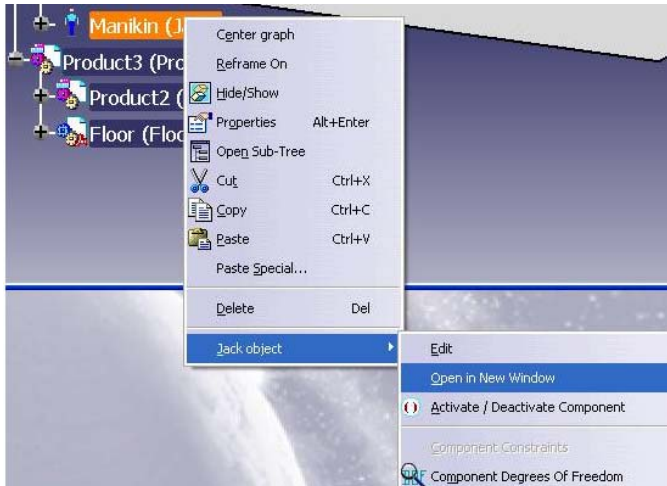 Manikin (J
Product3 (Pro
Product2 (
Floor (Floo
Center graph
Reframe On
Hide/Show
Properties Alt+Enter
Open Sub-Tree
Cut Ctrl+X
Copy Ctrl+C
Paste Ctrl+V
Paste Special...
Delete Del
Jack object
Edit
Open in New Window
Activate / Deactivate Component
Component Constraints
Component Degrees Of Freedom